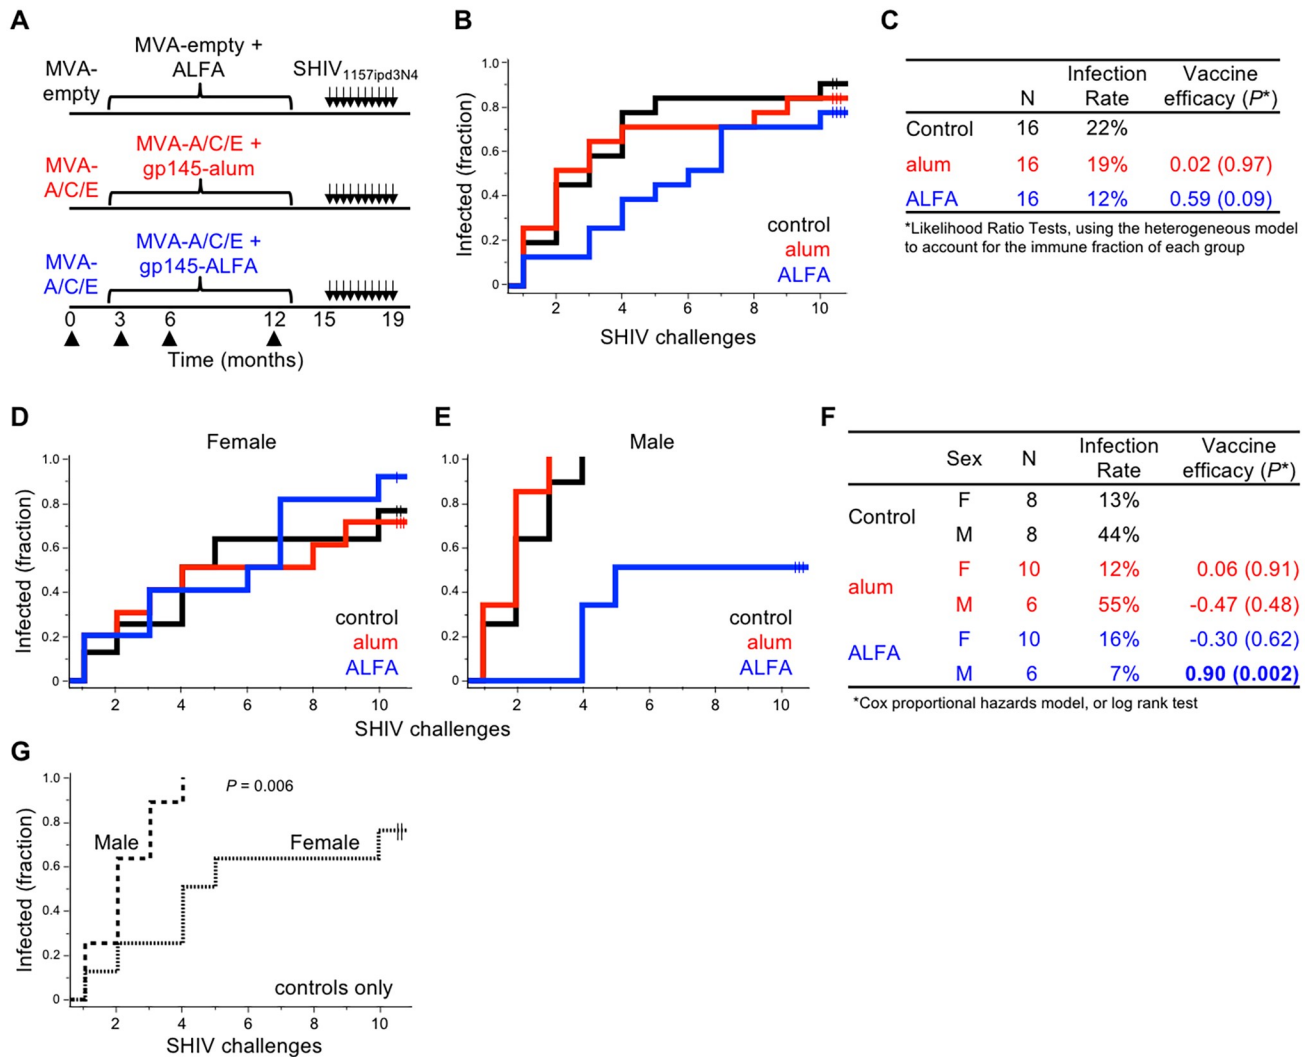 A
MVA-empty +
ALFA
MVA-
empty
SHIV1157ipd3N4
MVA-A/C/E +
gp145-alum
MVA-
A/C/E
MVA-A/C/E +
gp145-ALFA
MVA-
A/C/E
0 3 6 12 15 19
Time (months)
B
Infected (fraction)
1.0
0.8
0.6
0.4
0.2
0
control
alum
ALFA
2 4 6 8 10
SHIV challenges
C
N Infection Rate Vaccine efficacy (P*)
Control 16 22%
alum 16 19% 0.02 (0.97)
ALFA 16 12% 0.59 (0.09)
*Likelihood Ratio Tests, using the heterogeneous model
to account for the immune fraction of each group
D
Female
Infected (fraction)
1.0
0.8
0.6
0.4
0.2
0
control
alum
ALFA
2 4 6 8 10
E
Male
1.0
0.8
0.6
0.4
0.2
0
control
alum
ALFA
2 4 6 8 10
SHIV challenges
F
Sex N Infection Rate Vaccine efficacy (P*)
Control
F 8 13%
M 8 44%
alum
F 10 12% 0.06 (0.91)
M 6 55% -0.47 (0.48)
ALFA
F 10 16% -0.30 (0.62)
M 6 7% 0.90 (0.002)
*Cox proportional hazards model, or log rank test
G
Infected (fraction)
1.0
0.8
0.6
0.4
0.2
0
P = 0.006
Male
Female
controls only
2 4 6 8 10
SHIV challenges